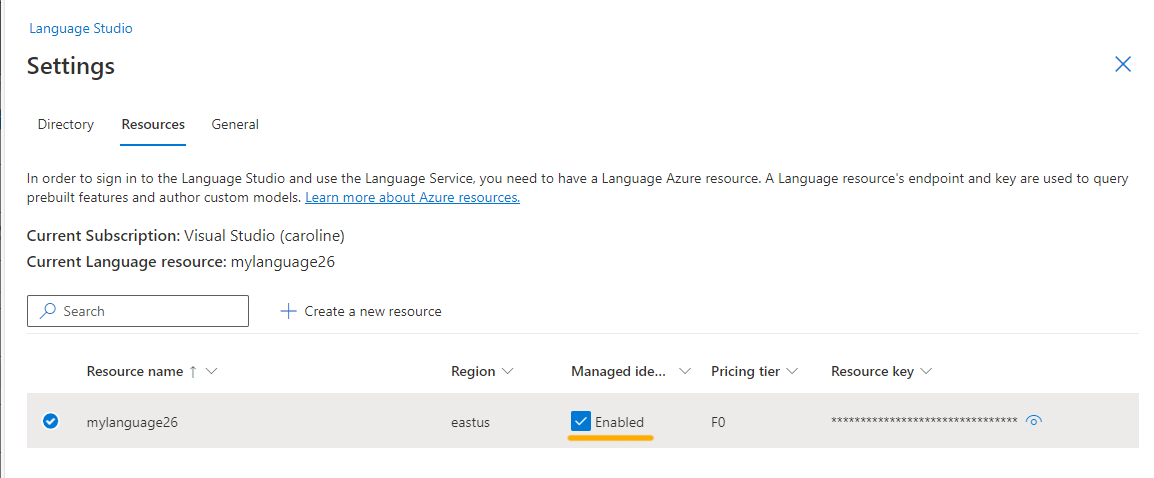 Language Studio
Settings
Directory Resources General
In order to sign in to the Language Studio and use the Language Service, you need to have a Language Azure resource. A Language resource's endpoint and key are used to query
prebuilt features and author custom models. Learn more about Azure resources.
Current Subscription: Visual Studio (caroline)
Current Language resource: mylanguage26
Search + Create a new resource
Resource name ↑ Region Managed ide... Pricing tier Resource key
mylanguage26 eastus Enabled F0 ********************************